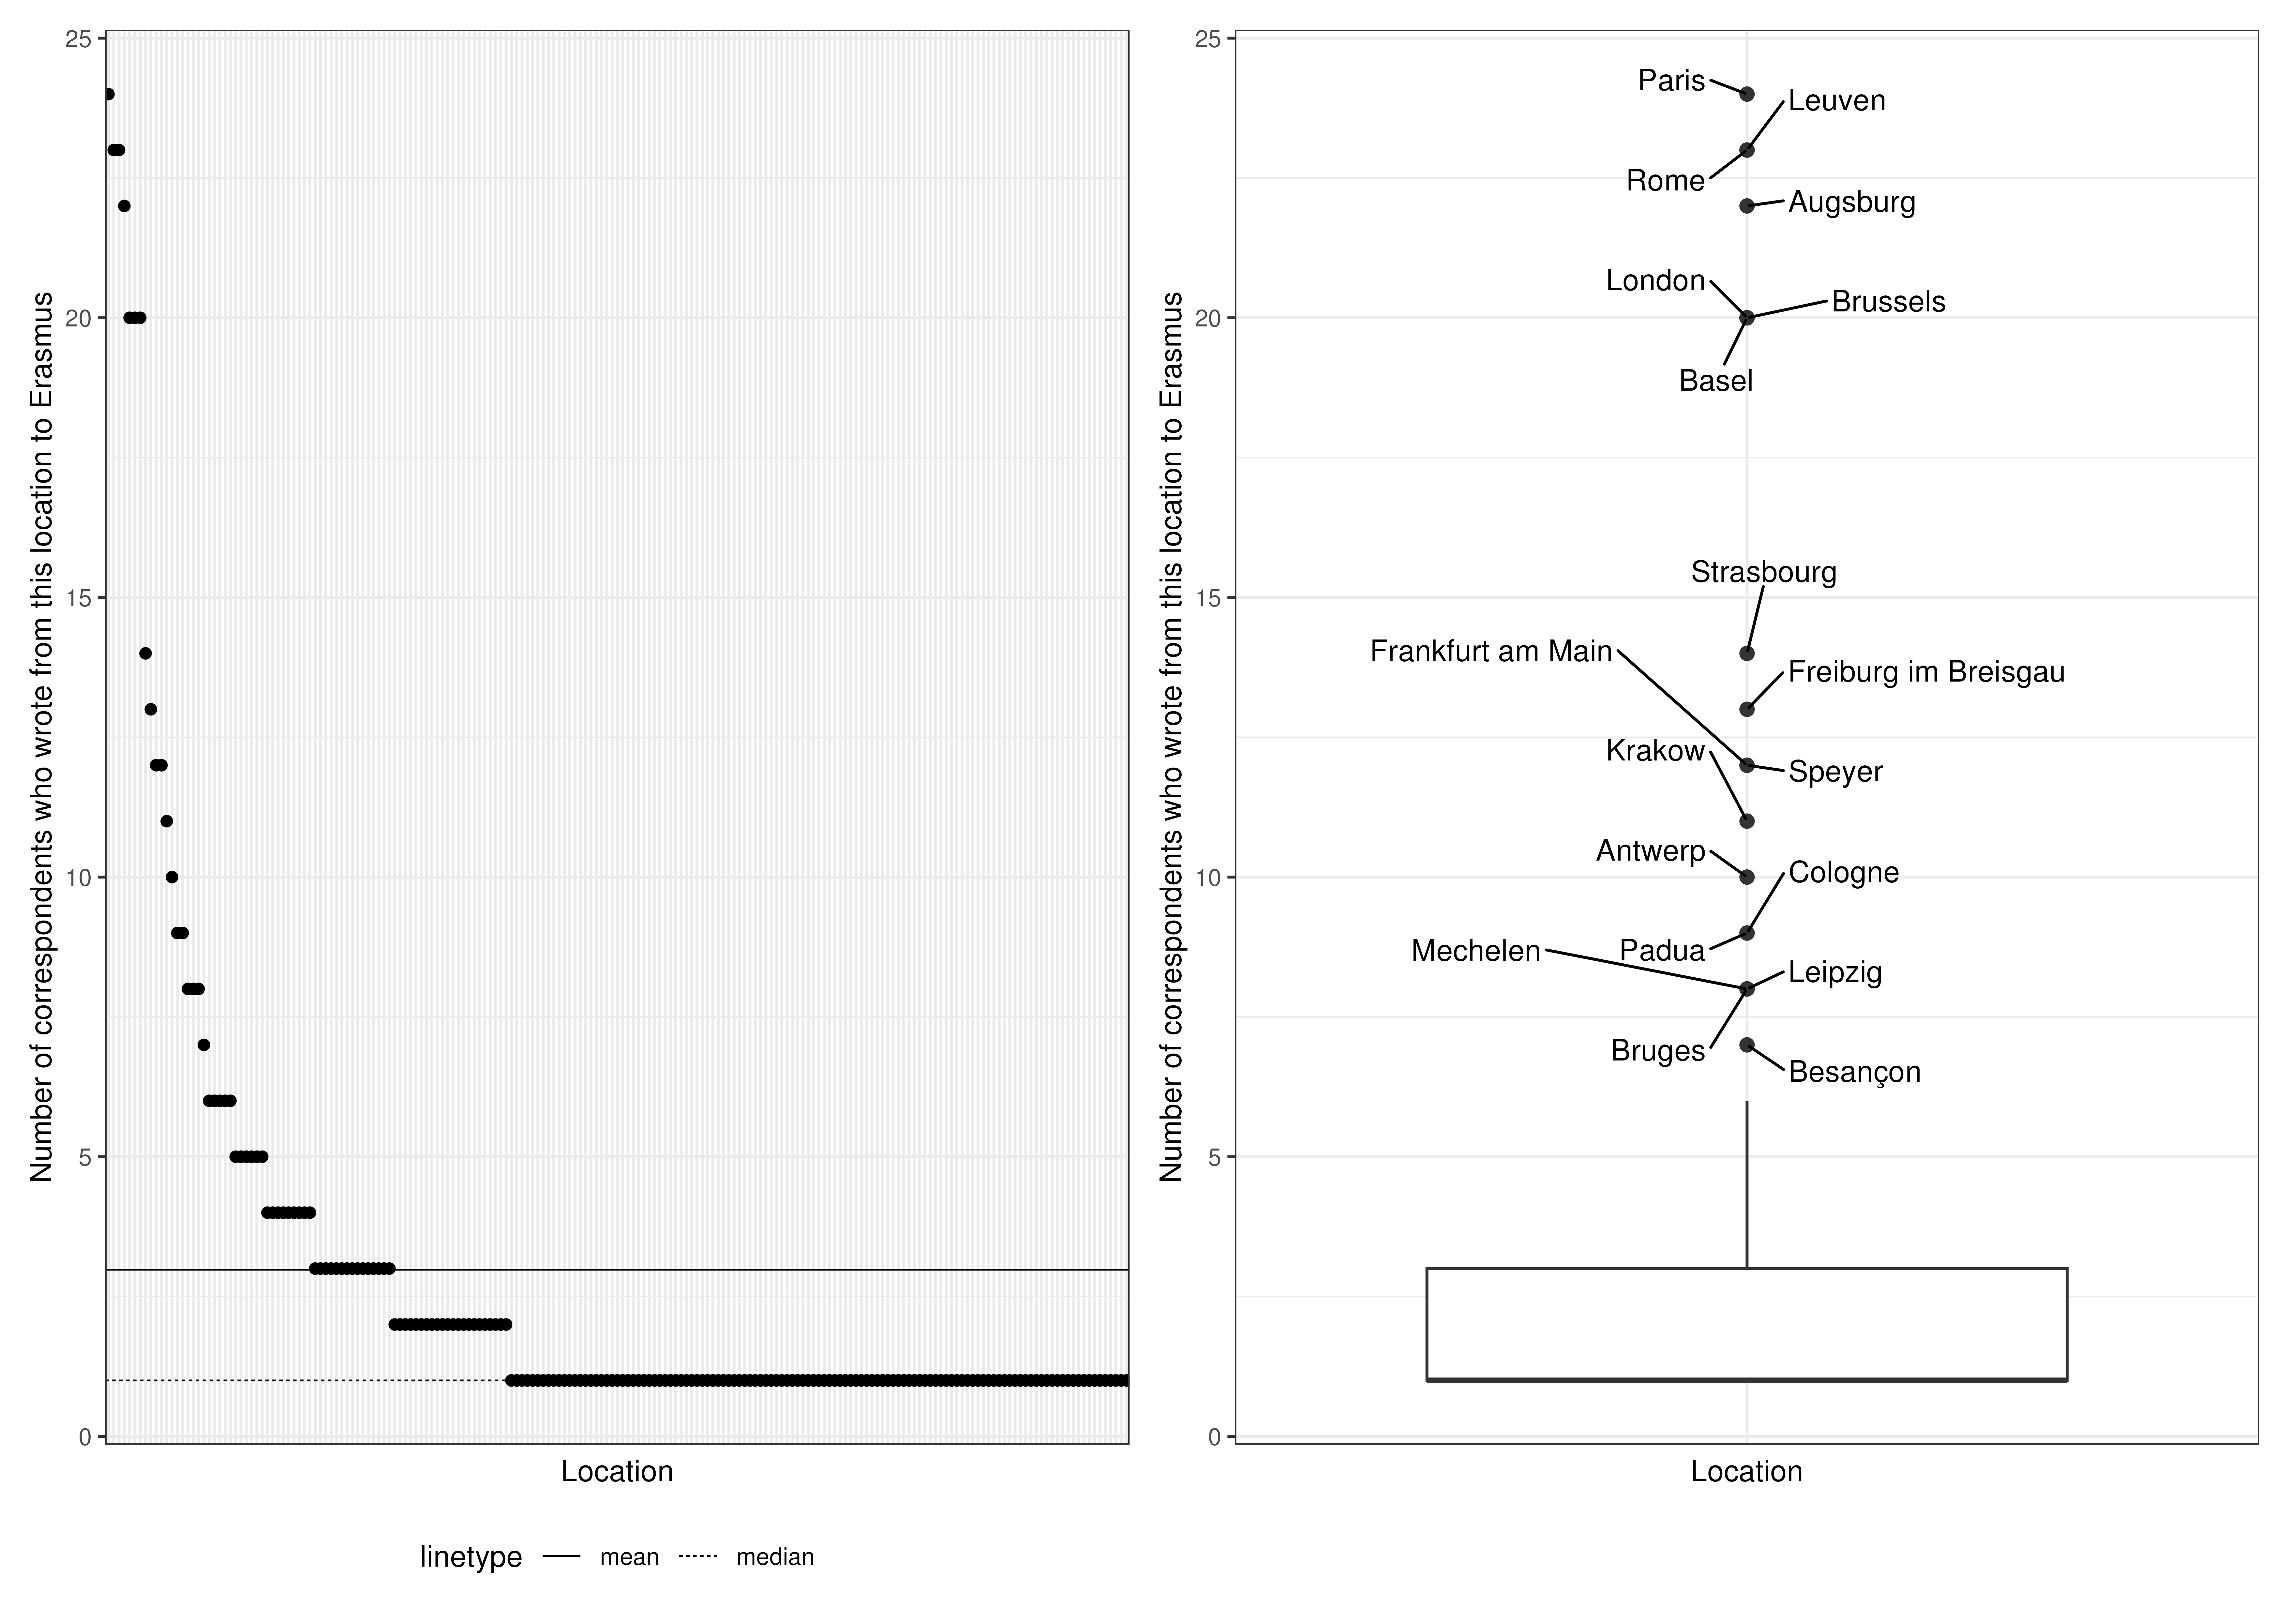 Number of correspondents who wrote from this location to Erasmus
25
20
15
10
5
0
Location
linetype mean median
Number of correspondents who wrote from this location to Erasmus
25
20
15
10
5
0
Paris
Leuven
Rome
Augsburg
London
Brussels
Basel
Strasbourg
Frankfurt am Main
Freiburg im Breisgau
Krakow
Speyer
Antwerp
Cologne
Mechelen
Padua
Leipzig
Bruges
Besançon
Location